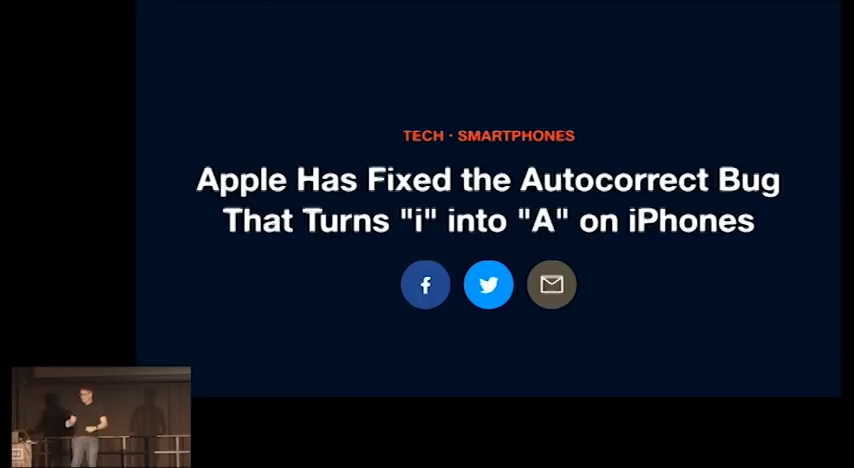 TECH · SMARTPHONES
Apple Has Fixed the Autocorrect Bug
That Turns "i" into "A" on iPhones